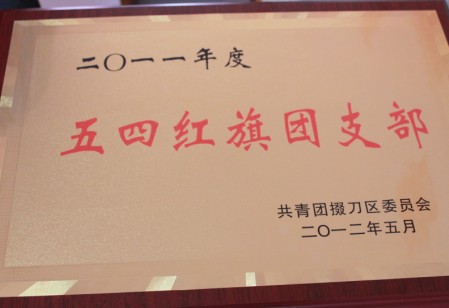 二〇一一年度
五四红旗团支部
共青团掇刀区委员会
二〇一二年五月